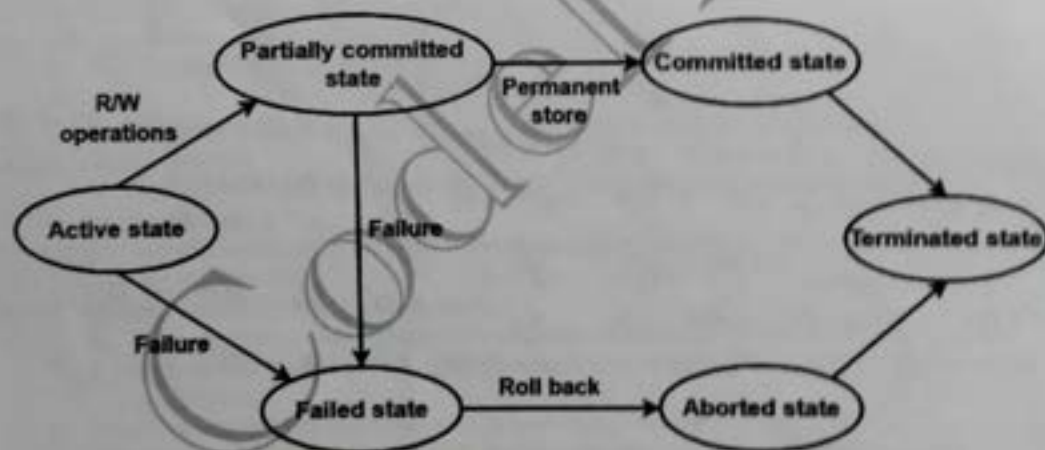 Partially committed
state
Committed state
R/W
operations
Permanent
store
Active state
Failure
Terminated state
Failure
Roll back
Failed state
Aborted state